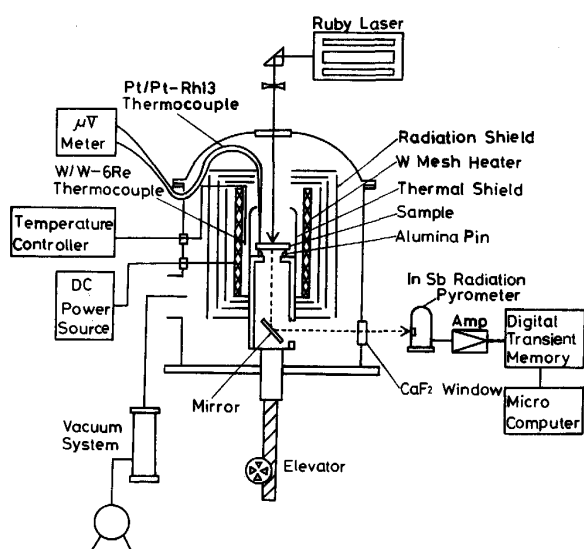 Ruby Laser
Pt/Pt-Rh13
Thermocouple
μV
Meter
W/W-6Re
Thermocouple
Temperature
Controller
DC
Power
Source
Radiation Shield
W Mesh Heater
Thermal Shield
Sample
Alumina Pin
In Sb Radiation
Pyrometer
Amp
Digital
Transient
Memory
Micro
Computer
CaF₂ Window
Mirror
Vacuum
System
Elevator